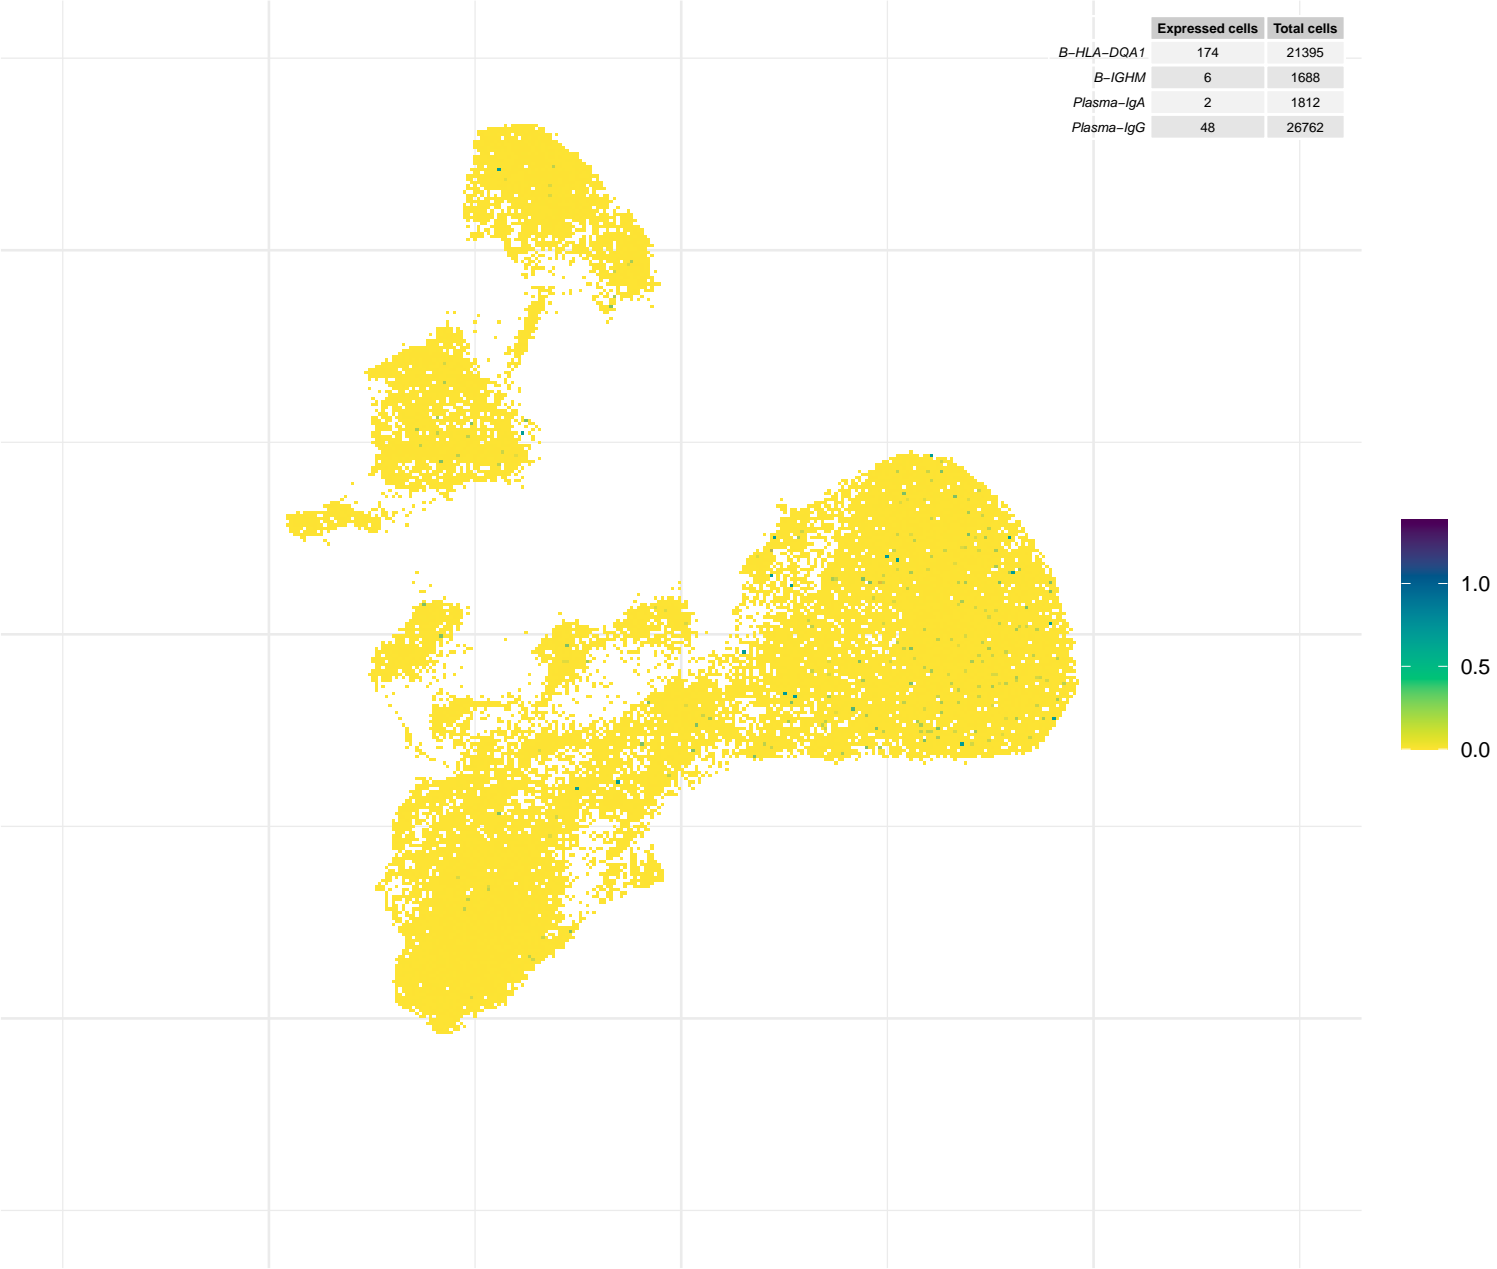 Expressed cells Total cells
B−HLA−DQA1 174 21395
B−IGHM 6 1688
Plasma−IgA 2 1812
Plasma−IgG 48 26762
1.0
0.5
0.0